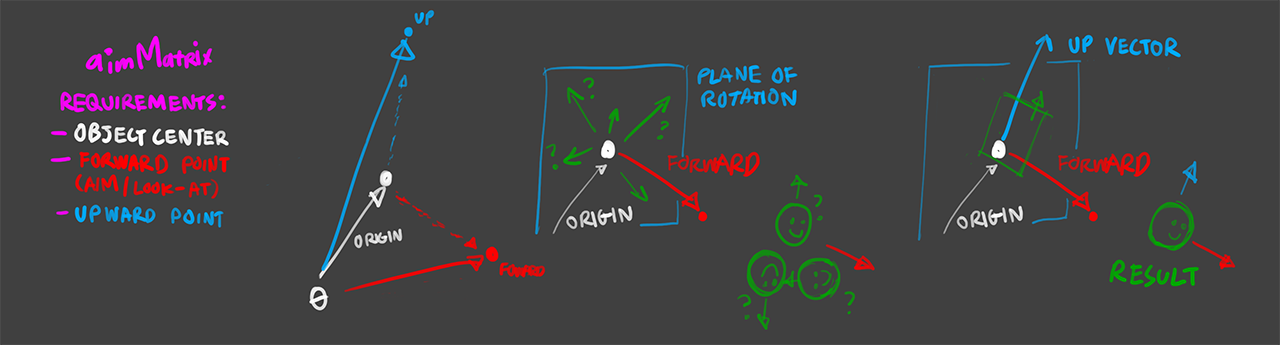 aimMatrix
REQUIREMENTS:
- OBJECT CENTER
- FORWARD POINT
(AIM/LOOK-AT)
- UPWARD POINT
UP
ORIGIN
FOWARD
0
PLANE OF
ROTATION
?
?
?
FORWARD
ORIGIN
?
?
?
UP VECTOR
FORWARD
ORIGIN
RESULT